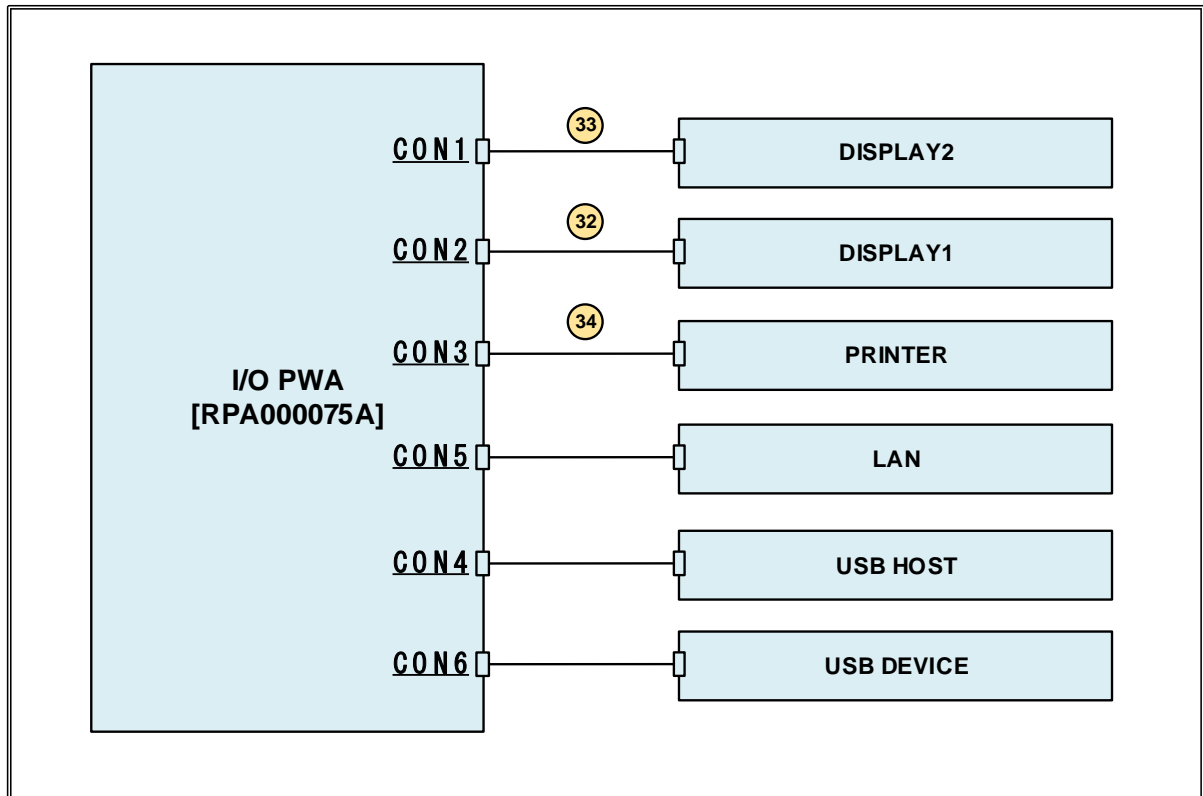 33
CON1
DISPLAY2
32
CON2
DISPLAY1
34
CON3
PRINTER
I/O PWA
[RPA000075A]
CON5
LAN
CON4
USB HOST
CON6
USB DEVICE